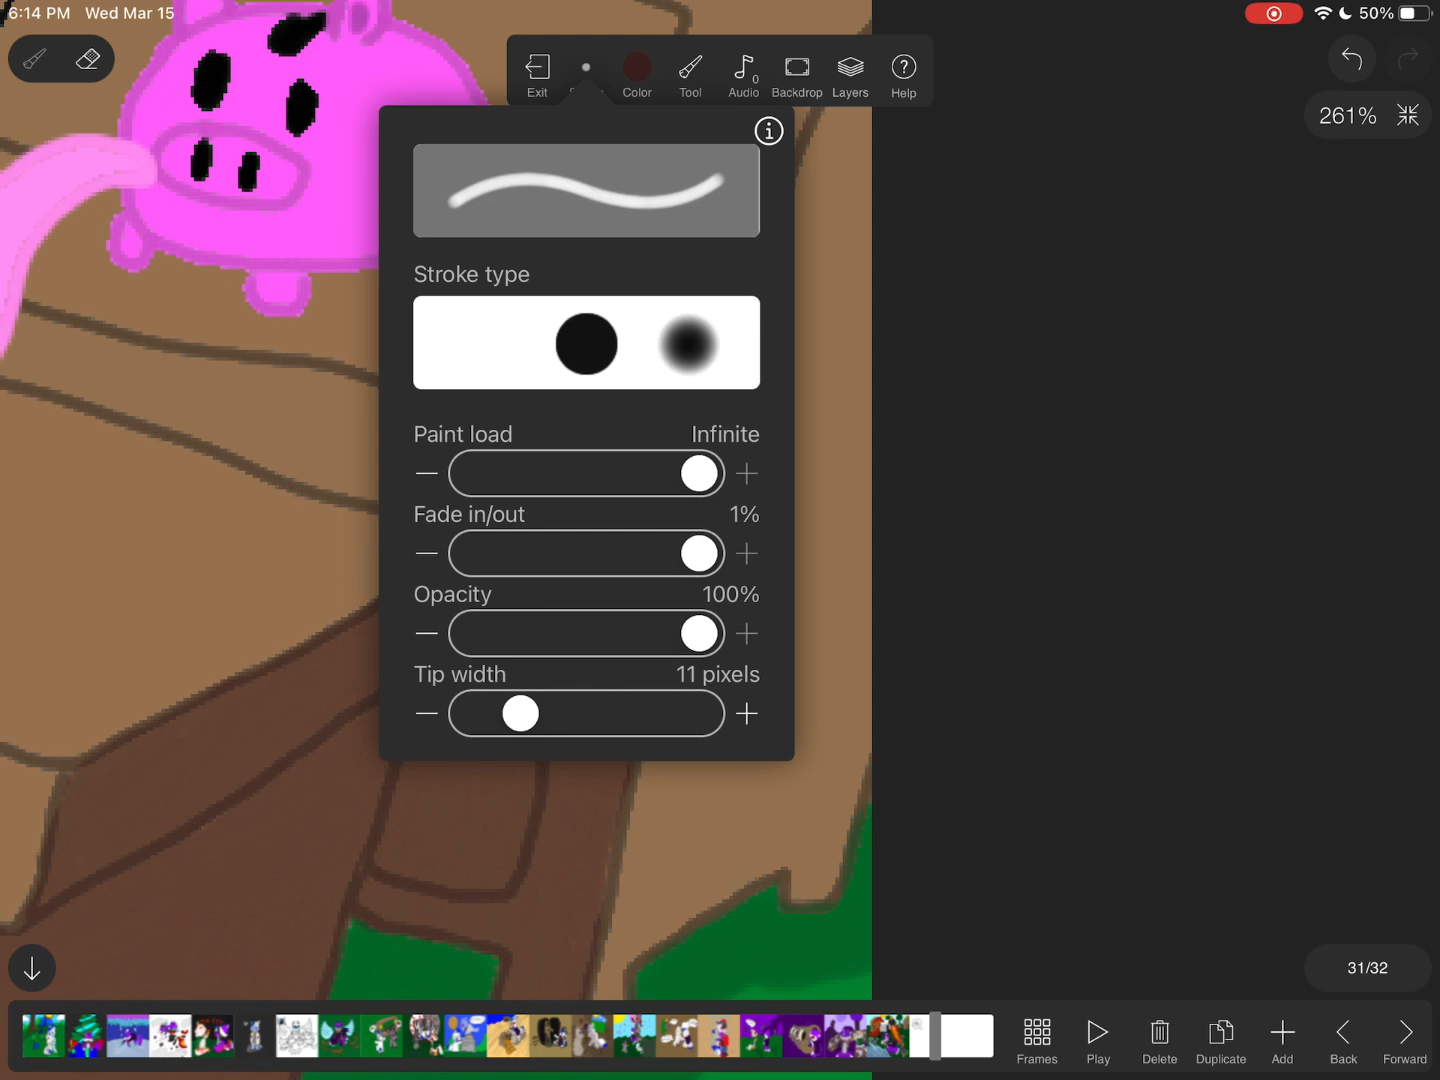 6:14 PM Wed Mar 15
50%
Exit
Color
Tool
Audio
0
Backdrop
Layers
Help
261%
Stroke type
Paint load Infinite
Fade in/out 1%
Opacity 100%
Tip width 11 pixels
31/32
Frames
Play
Delete
Duplicate
Add
Back
Forward